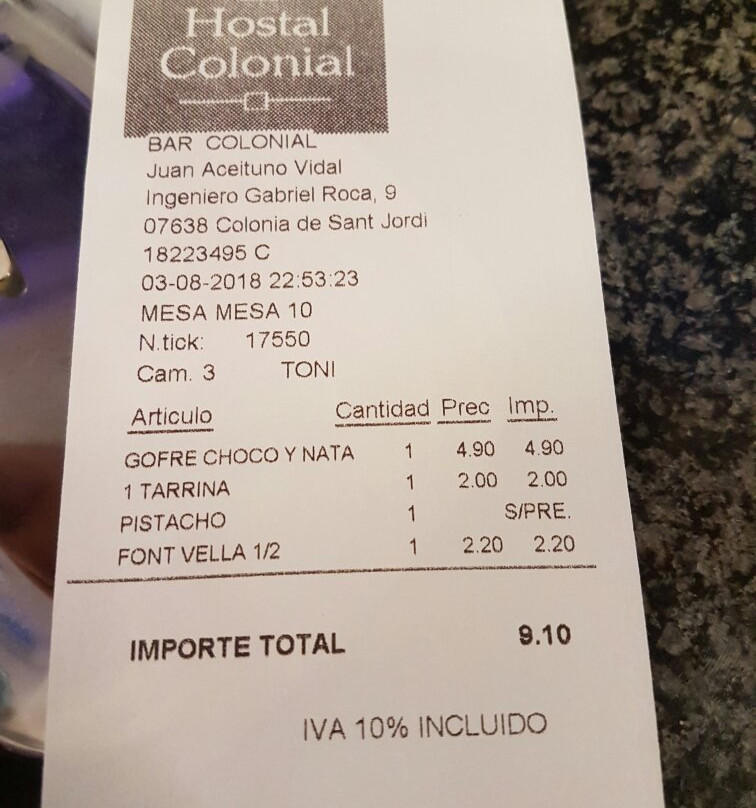 Hostal
Colonial
BAR COLONIAL
Juan Aceituno Vidal
Ingeniero Gabriel Roca, 9
07638 Colonia de Sant Jordi
18223495 C
03-08-2018 22:53:23
MESA MESA 10
N.tick: 17550
Cam. 3 TONI
Articulo Cantidad Prec Imp.
GOFRE CHOCO Y NATA 1 4.90 4.90
1 TARRINA 1 2.00 2.00
PISTACHO 1 S/PRE.
FONT VELLA 1/2 1 2.20 2.20
IMPORTE TOTAL 9.10
IVA 10% INCLUIDO